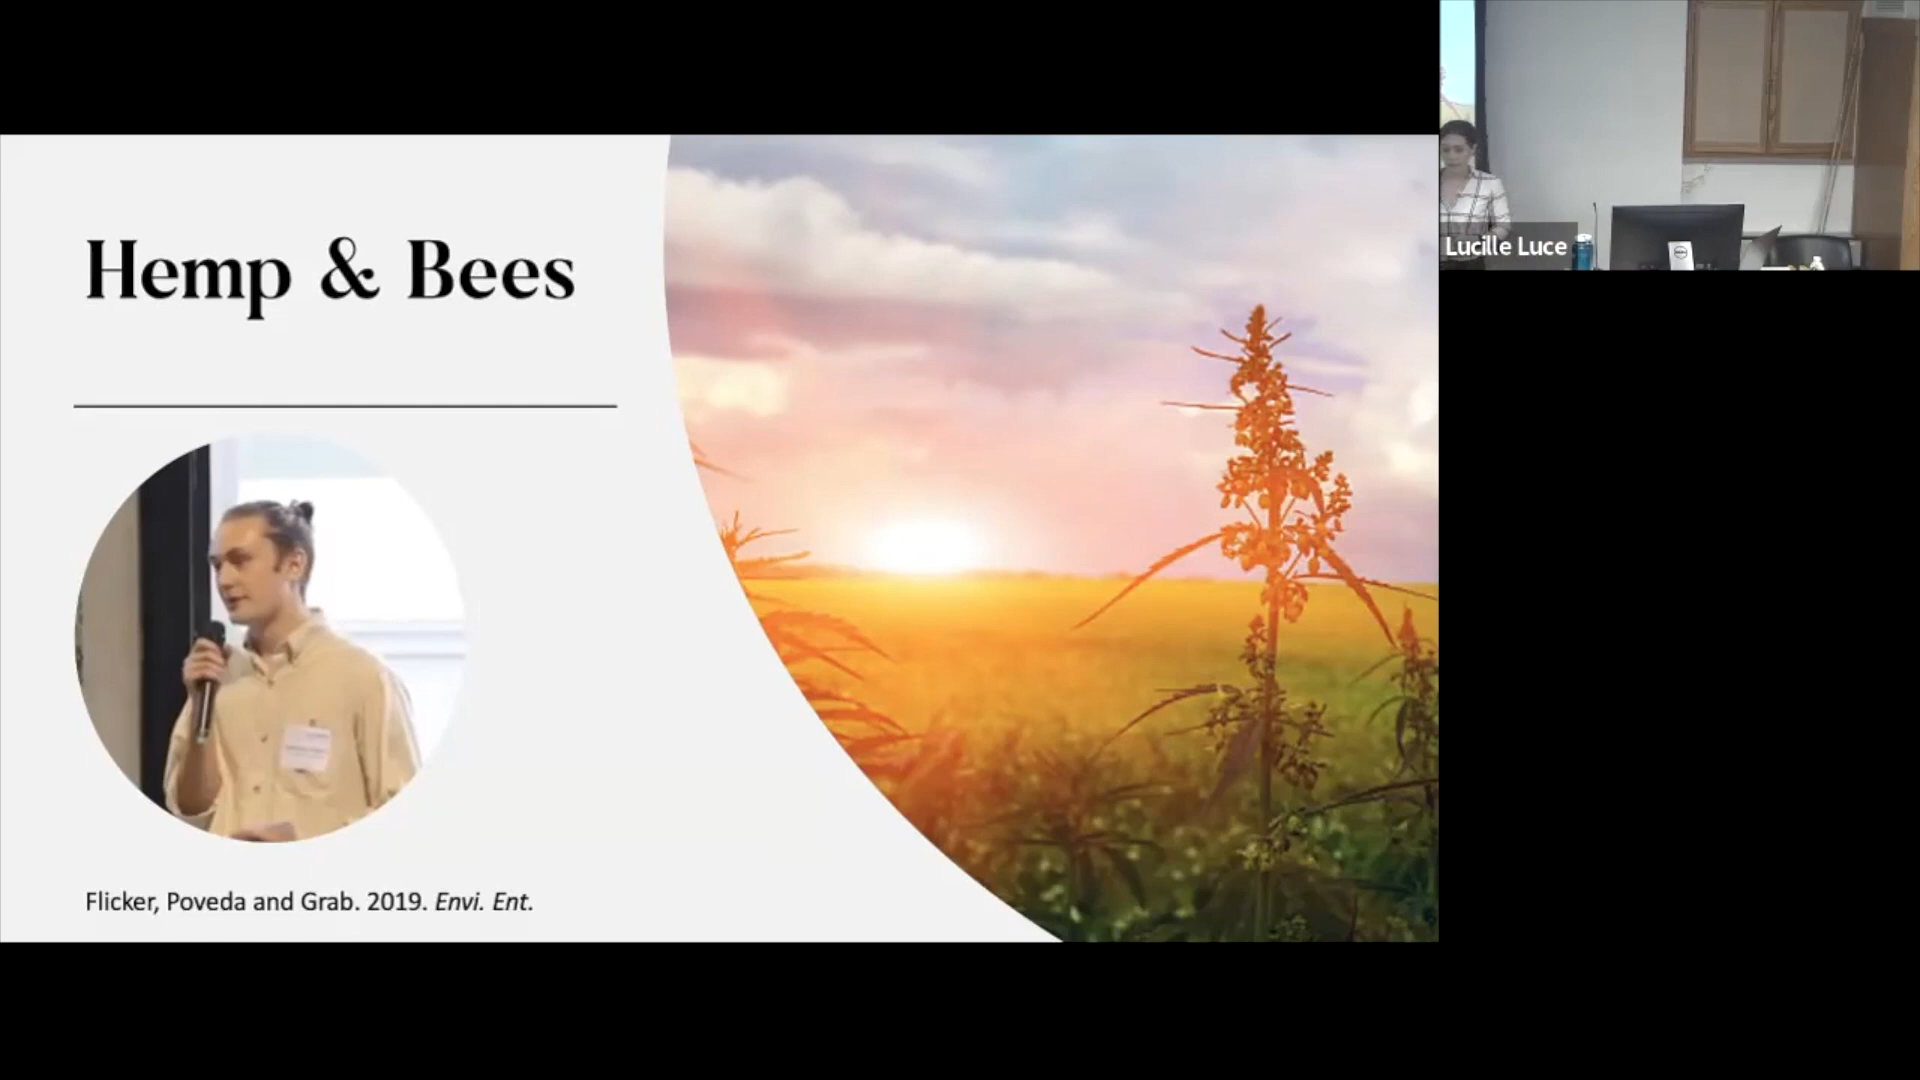 Hemp & Bees
Flicker, Poveda and Grab. 2019. Envi. Ent.
Lucille Luce